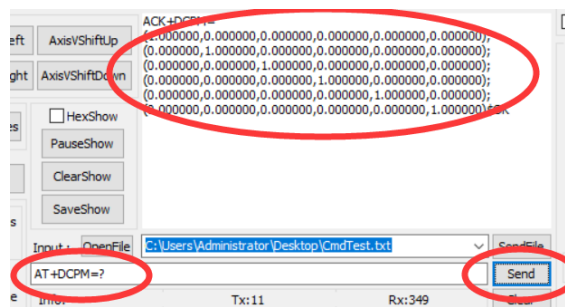 ACK+DCPM=
(1.000000,0.000000,0.000000,0.000000,0.000000,0.000000);
(0.000000,1.000000,0.000000,0.000000,0.000000,0.000000);
(0.000000,0.000000,1.000000,0.000000,0.000000,0.000000);
(0.000000,0.000000,0.000000,1.000000,0.000000,0.000000);
(0.000000,0.000000,0.000000,0.000000,1.000000,0.000000);
(0.000000,0.000000,0.000000,0.000000,0.000000,1.000000)$OK
eft
AxisVShiftUp
ght
AxisVShiftDown
HexShow
es
PauseShow
ClearShow
SaveShow
s
Input :
OpenFile
C:\Users\Administrator\Desktop\CmdTest.txt
SendFile
AT+DCPM=?
Send
e
Info:
Tx:11
Rx:349
Clear